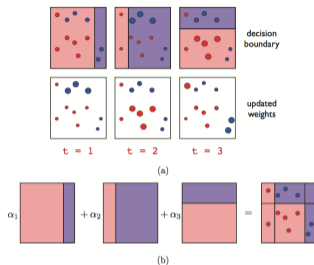 decision
boundary
updated
weights
t = 1 t = 2 t = 3
(a)
α1 +α2 +α3 =
(b)